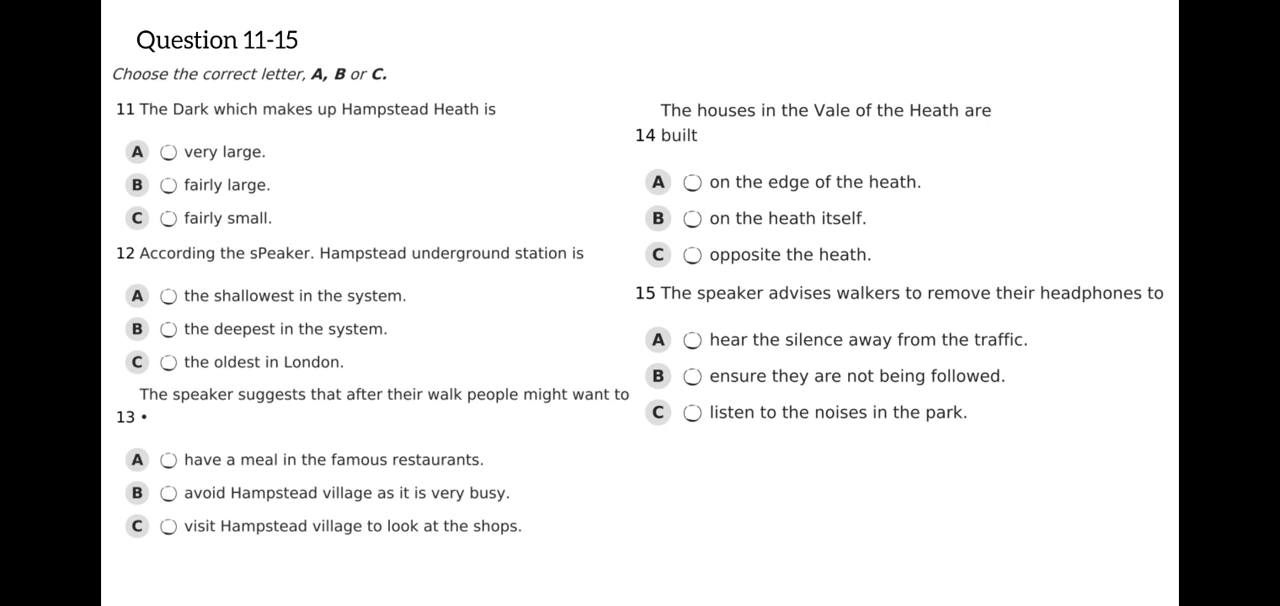 Question 11-15
Choose the correct letter, A, B or C.
11 The Dark which makes up Hampstead Heath is
A very large.
B fairly large.
C fairly small.
12 According the sPeaker. Hampstead underground station is
A the shallowest in the system.
B the deepest in the system.
C the oldest in London.
The speaker suggests that after their walk people might want to
13 •
A have a meal in the famous restaurants.
B avoid Hampstead village as it is very busy.
C visit Hampstead village to look at the shops.
The houses in the Vale of the Heath are
14 built
A on the edge of the heath.
B on the heath itself.
C opposite the heath.
15 The speaker advises walkers to remove their headphones to
A hear the silence away from the traffic.
B ensure they are not being followed.
C listen to the noises in the park.